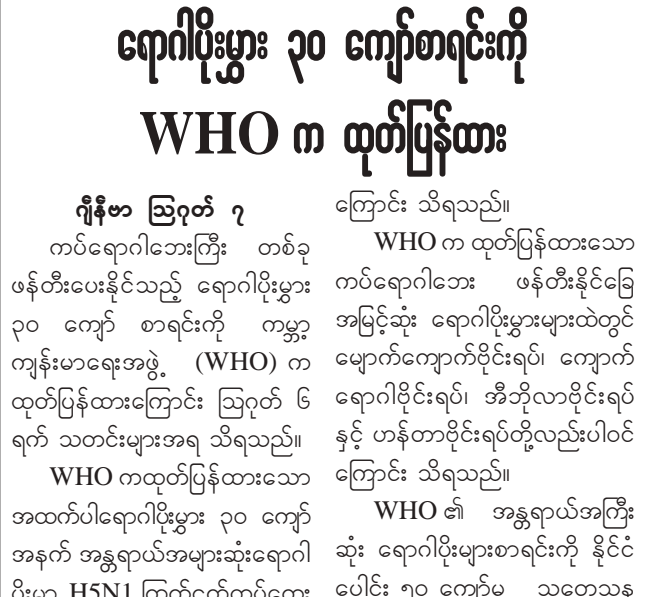 ရောဂါပိုးမွှား ၃၀ ကျော်စာရင်းကို
WHO က ထုတ်ပြန်ထား
ဂျီနီဗာ ဩဂုတ် ၇
ကပ်ရောဂါဘေးကြီး တစ်ခု
ဖန်တီးပေးနိုင်သည့် ရောဂါပိုးမွှား
၃၀ ကျော် စာရင်းကို ကမ္ဘာ့
ကျန်းမာရေးအဖွဲ့ (WHO) က
ထုတ်ပြန်ထားကြောင်း ဩဂုတ် ၆
ရက် သတင်းများအရ သိရသည်။
WHO ကထုတ်ပြန်ထားသော
အထက်ပါရောဂါပိုးမွှား ၃၀ ကျော်
အနက် အန္တရာယ်အများဆုံးရောဂါ
ပိုးမှာ H5N1
ကြောင်း သိရသည်။
WHO က ထုတ်ပြန်ထားသော
ကပ်ရောဂါဘေး ဖန်တီးနိုင်ခြေ
အမြင့်ဆုံး ရောဂါပိုးမွှားများထဲတွင်
မျောက်ကျောက်ဗိုင်းရပ်၊ ကျောက်
ရောဂါဗိုင်းရပ်၊ အီဘိုလာဗိုင်းရပ်
နှင့် ဟန်တာဗိုင်းရပ်တို့လည်းပါဝင်
ကြောင်း သိရသည်။
WHO ၏ အန္တရာယ်အကြီး
ဆုံး ရောဂါပိုးများစာရင်းကို နိုင်ငံ
ပေါင်း ၅၀ ကျော်မှ